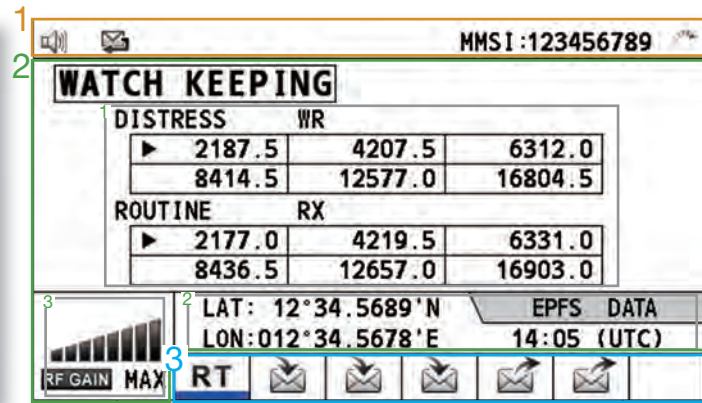 1
MMSI:123456789
2
WATCH KEEPING
1
DISTRESS WR
▶ 2187.5 4207.5 6312.0
8414.5 12577.0 16804.5
ROUTINE RX
▶ 2177.0 4219.5 6331.0
8436.5 12657.0 16903.0
3
2
LAT: 12°34.5689'N EPFS DATA
LON:012°34.5678'E 14:05 (UTC)
3
RF GAIN MAX RT